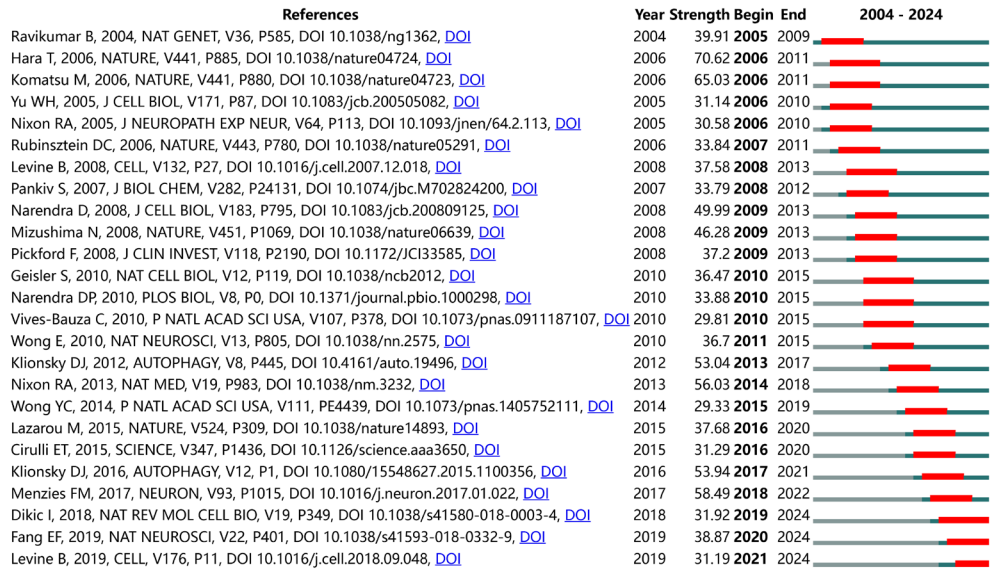 References Year Strength Begin End 2004 - 2024
Ravikumar B, 2004, NAT GENET, V36, P585, DOI 10.1038/ng1362, DOI 2004 39.91 2005 2009
Hara T, 2006, NATURE, V441, P885, DOI 10.1038/nature04724, DOI 2006 70.62 2006 2011
Komatsu M, 2006, NATURE, V441, P880, DOI 10.1038/nature04723, DOI 2006 65.03 2006 2011
Yu WH, 2005, J CELL BIOL, V171, P87, DOI 10.1083/jcb.200505082, DOI 2005 31.14 2006 2010
Nixon RA, 2005, J NEUROPATH EXP NEUR, V64, P113, DOI 10.1093/jnen/64.2.113, DOI 2005 30.58 2006 2010
Rubinsztein DC, 2006, NATURE, V443, P780, DOI 10.1038/nature05291, DOI 2006 33.84 2007 2011
Levine B, 2008, CELL, V132, P27, DOI 10.1016/j.cell.2007.12.018, DOI 2008 37.58 2008 2013
Pankiv S, 2007, J BIOL CHEM, V282, P24131, DOI 10.1074/jbc.M702824200, DOI 2007 33.79 2008 2012
Narendra D, 2008, J CELL BIOL, V183, P795, DOI 10.1083/jcb.200809125, DOI 2008 49.99 2009 2013
Mizushima N, 2008, NATURE, V451, P1069, DOI 10.1038/nature06639, DOI 2008 46.28 2009 2013
Pickford F, 2008, J CLIN INVEST, V118, P2190, DOI 10.1172/JCI33585, DOI 2008 37.2 2009 2013
Geisler S, 2010, NAT CELL BIOL, V12, P119, DOI 10.1038/ncb2012, DOI 2010 36.47 2010 2015
Narendra DP, 2010, PLOS BIOL, V8, P0, DOI 10.1371/journal.pbio.1000298, DOI 2010 33.88 2010 2015
Vives-Bauza C, 2010, P NATL ACAD SCI USA, V107, P378, DOI 10.1073/pnas.0911187107, DOI 2010 29.81 2010 2015
Wong E, 2010, NAT NEUROSCI, V13, P805, DOI 10.1038/nn.2575, DOI 2010 36.7 2011 2015
Klionsky DJ, 2012, AUTOPHAGY, V8, P445, DOI 10.4161/auto.19496, DOI 2012 53.04 2013 2017
Nixon RA, 2013, NAT MED, V19, P983, DOI 10.1038/nm.3232, DOI 2013 56.03 2014 2018
Wong YC, 2014, P NATL ACAD SCI USA, V111, PE4439, DOI 10.1073/pnas.1405752111, DOI 2014 29.33 2015 2019
Lazarou M, 2015, NATURE, V524, P309, DOI 10.1038/nature14893, DOI 2015 37.68 2016 2020
Cirulli ET, 2015, SCIENCE, V347, P1436, DOI 10.1126/science.aaa3650, DOI 2015 31.29 2016 2020
Klionsky DJ, 2016, AUTOPHAGY, V12, P1, DOI 10.1080/15548627.2015.1100356, DOI 2016 53.94 2017 2021
Menzies FM, 2017, NEURON, V93, P1015, DOI 10.1016/j.neuron.2017.01.022, DOI 2017 58.49 2018 2022
Dikic I, 2018, NAT REV MOL CELL BIO, V19, P349, DOI 10.1038/s41580-018-0003-4, DOI 2018 31.92 2019 2024
Fang EF, 2019, NAT NEUROSCI, V22, P401, DOI 10.1038/s41593-018-0332-9, DOI 2019 38.87 2020 2024
Levine B, 2019, CELL, V176, P11, DOI 10.1016/j.cell.2018.09.048, DOI 2019 31.19 2021 2024